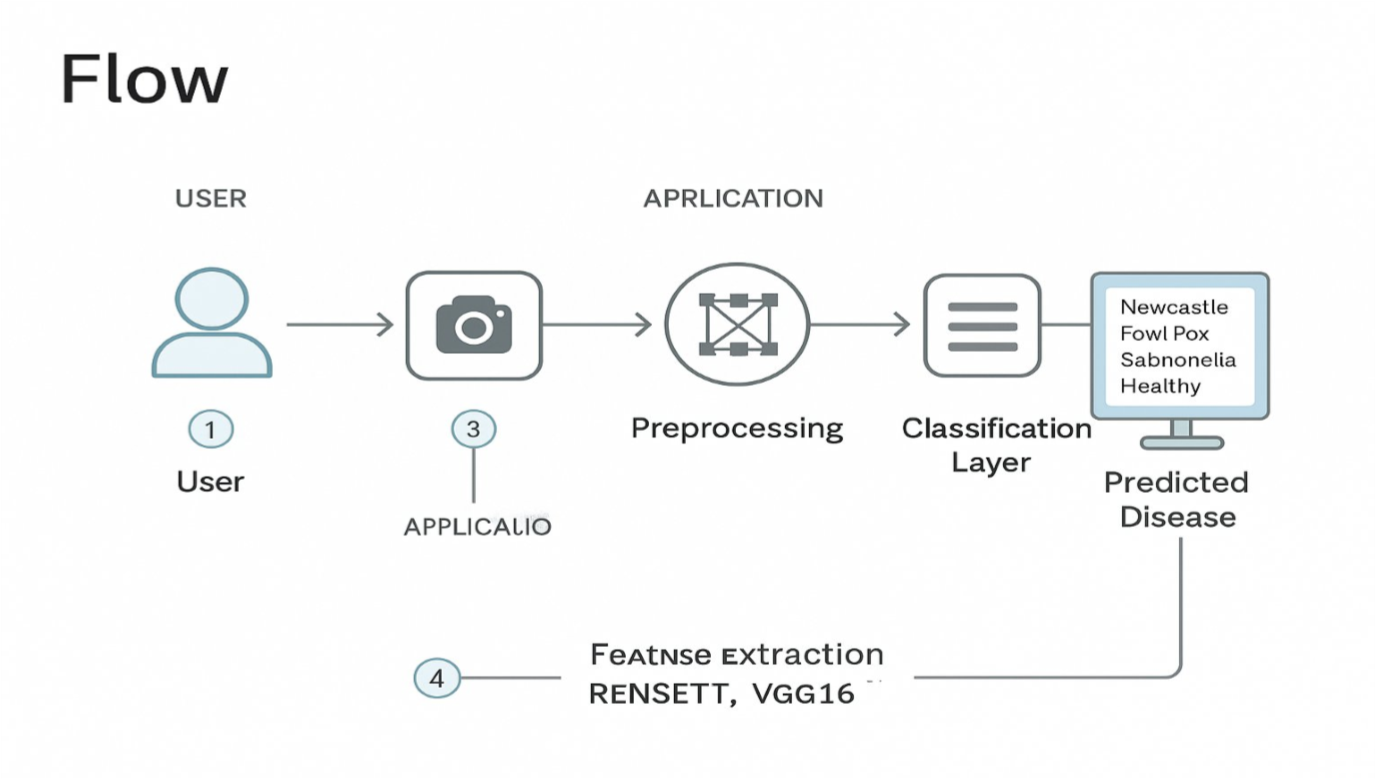 Flow
USER
APRLICATION
Newcastle
Fowl Pox
Sabnonelia
Healthy
1
3
Preprocessing
Classification
Layer
User
Predicted
Disease
APPLICALIO
4
FeATNSe Extraction
RENSETT, VGG16